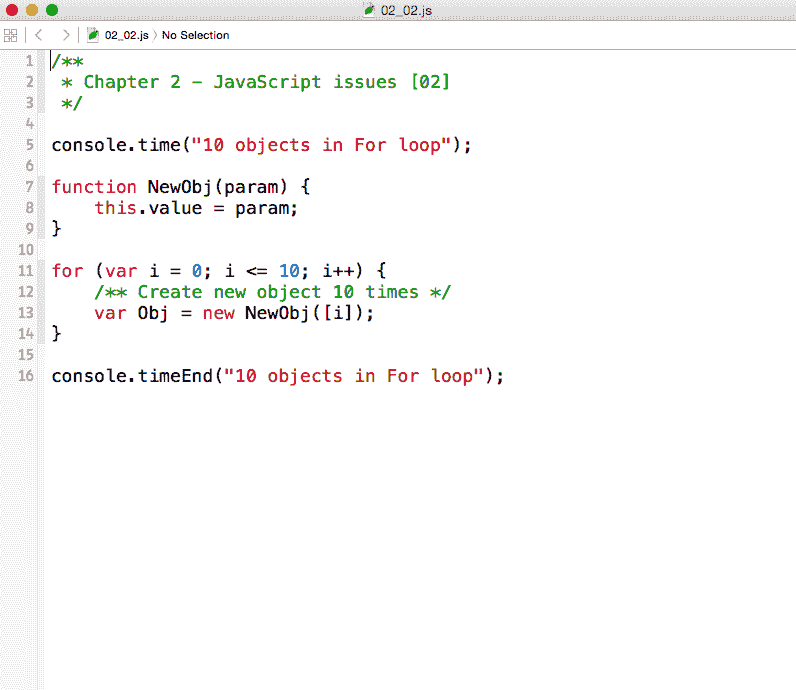 02_02.js
02_02.js 〉 No Selection
1 /**
2  * Chapter 2 - JavaScript issues [02]
3  */
4
5 console.time("10 objects in For loop");
6
7 function NewObj(param) {
8     this.value = param;
9 }
10
11 for (var i = 0; i <= 10; i++) {
12     /** Create new object 10 times */
13     var Obj = new NewObj([i]);
14 }
15
16 console.timeEnd("10 objects in For loop");